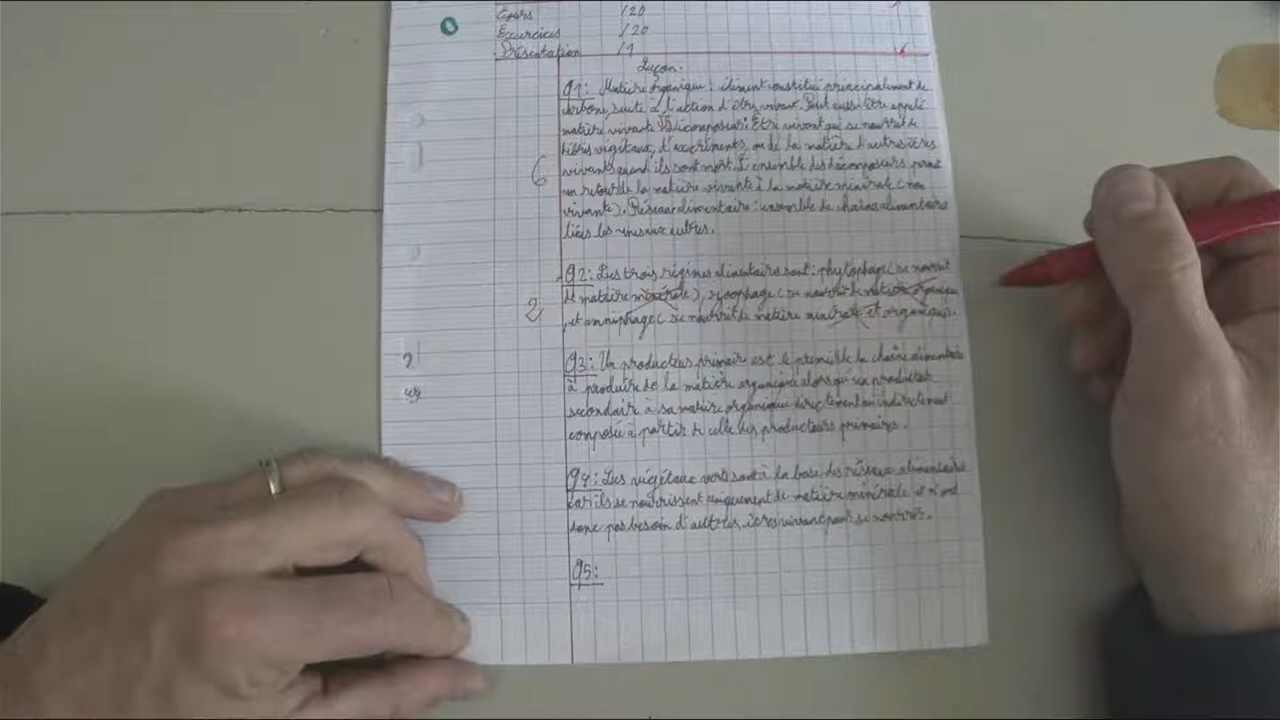 Cours /20
Exercices /20
Présentation /1
Leçon:
Q1: Matière organique : élément constitué principalement de
carbone, suite à l'action d'être vivant. Peut aussi être appelé
matière vivante Décomposeur: Être vivant qui se nourrit de
débris végétaux, d'excréments, ou de la matière d'autres êtres
vivants quand ils sont mort. L'ensemble des décomposeurs permet
un retour de la matière vivante à la matière minérale (non
vivante). Réseau alimentaire : ensemble de chaînes alimentaires
liées les unes aux autres.
6
Q2: Les trois régimes alimentaires sont : phytophage (se nourrit
de matière minérale), zoophage (se nourrit de matière organique
, et omniphage (se nourrit de matière minérale et organique).
2
Q3: Un producteur primaire est le premier de la chaîne alimentaire
à produire de la matière organique alors qu'un producteur
secondaire à sa matière organique directement ou indirectement
composée à partir de celle des producteurs primaires.
Q4: Les végétaux verts sont à la base des réseaux alimentaires
car ils se nourrissent uniquement de matière minérale et n'ont
donc pas besoin d'autres êtres vivant pour se nourrir.
Q5: